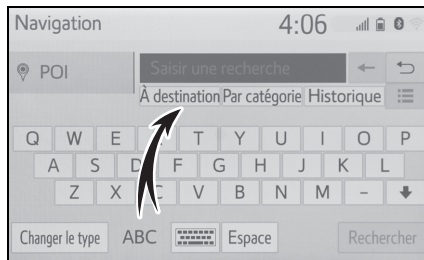 Navigation 4:06
POI Saisir une recherche
À destination Par catégorie Historique
Q W E T Y U I O P
A S D F G H J K L
Z X C V B N M -
Changer le type ABC Espace Rechercher